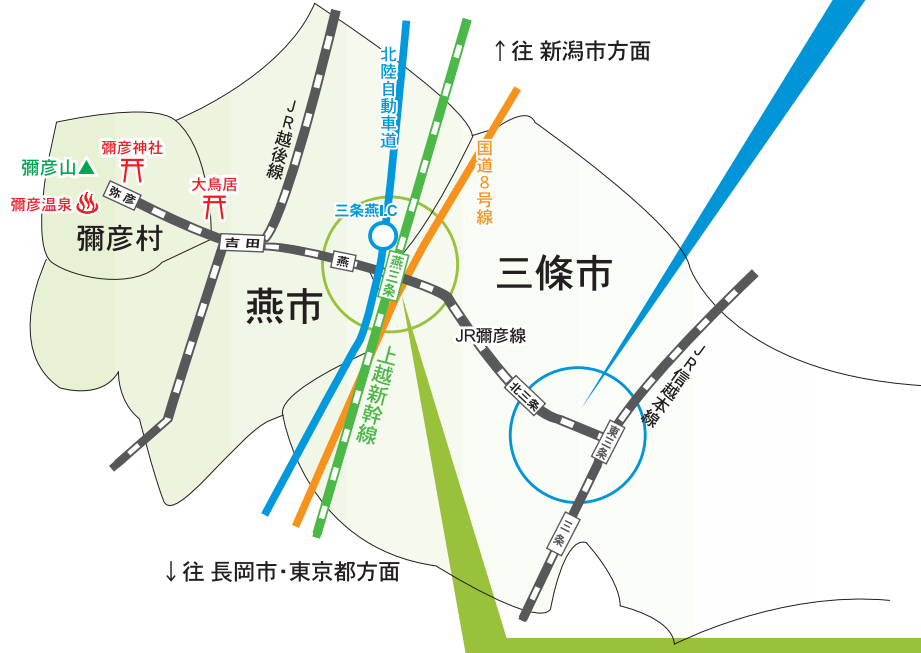 ↑往 新潟市方面
北陸自動車道
JR越後線
国道8号線
彌彦神社
彌彦山▲
大鳥居
彌彦温泉
弥彦
三条燕I.C
彌彦村
吉田
燕
燕三条
三條市
燕市
JR彌彦線
上越新幹線
JR信越本線
北三条
東三条
三条
↓往 長岡市・東京都方面